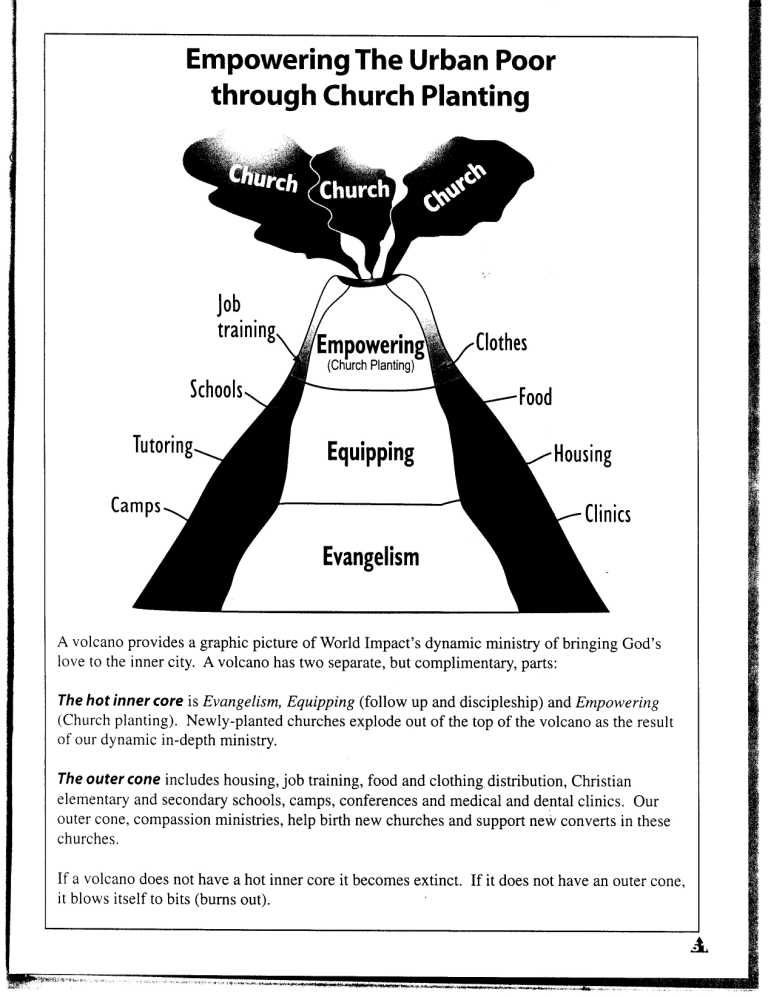 Empowering The Urban Poor
through Church Planting
Church
Church
Church
Job
training
Empowering
(Church Planting)
Clothes
Schools
Food
Tutoring
Equipping
Housing
Camps
Clinics
Evangelism
A volcano provides a graphic picture of World Impact's dynamic ministry of bringing God's
love to the inner city. A volcano has two separate, but complimentary, parts:
The hot inner core is Evangelism, Equipping (follow up and discipleship) and Empowering
(Church planting). Newly-planted churches explode out of the top of the volcano as the result
of our dynamic in-depth ministry.
The outer cone includes housing, job training, food and clothing distribution, Christian
elementary and secondary schools, camps, conferences and medical and dental clinics. Our
outer cone, compassion ministries, help birth new churches and support new converts in these
churches.
If a volcano does not have a hot inner core it becomes extinct. If it does not have an outer cone,
it blows itself to bits (burns out).